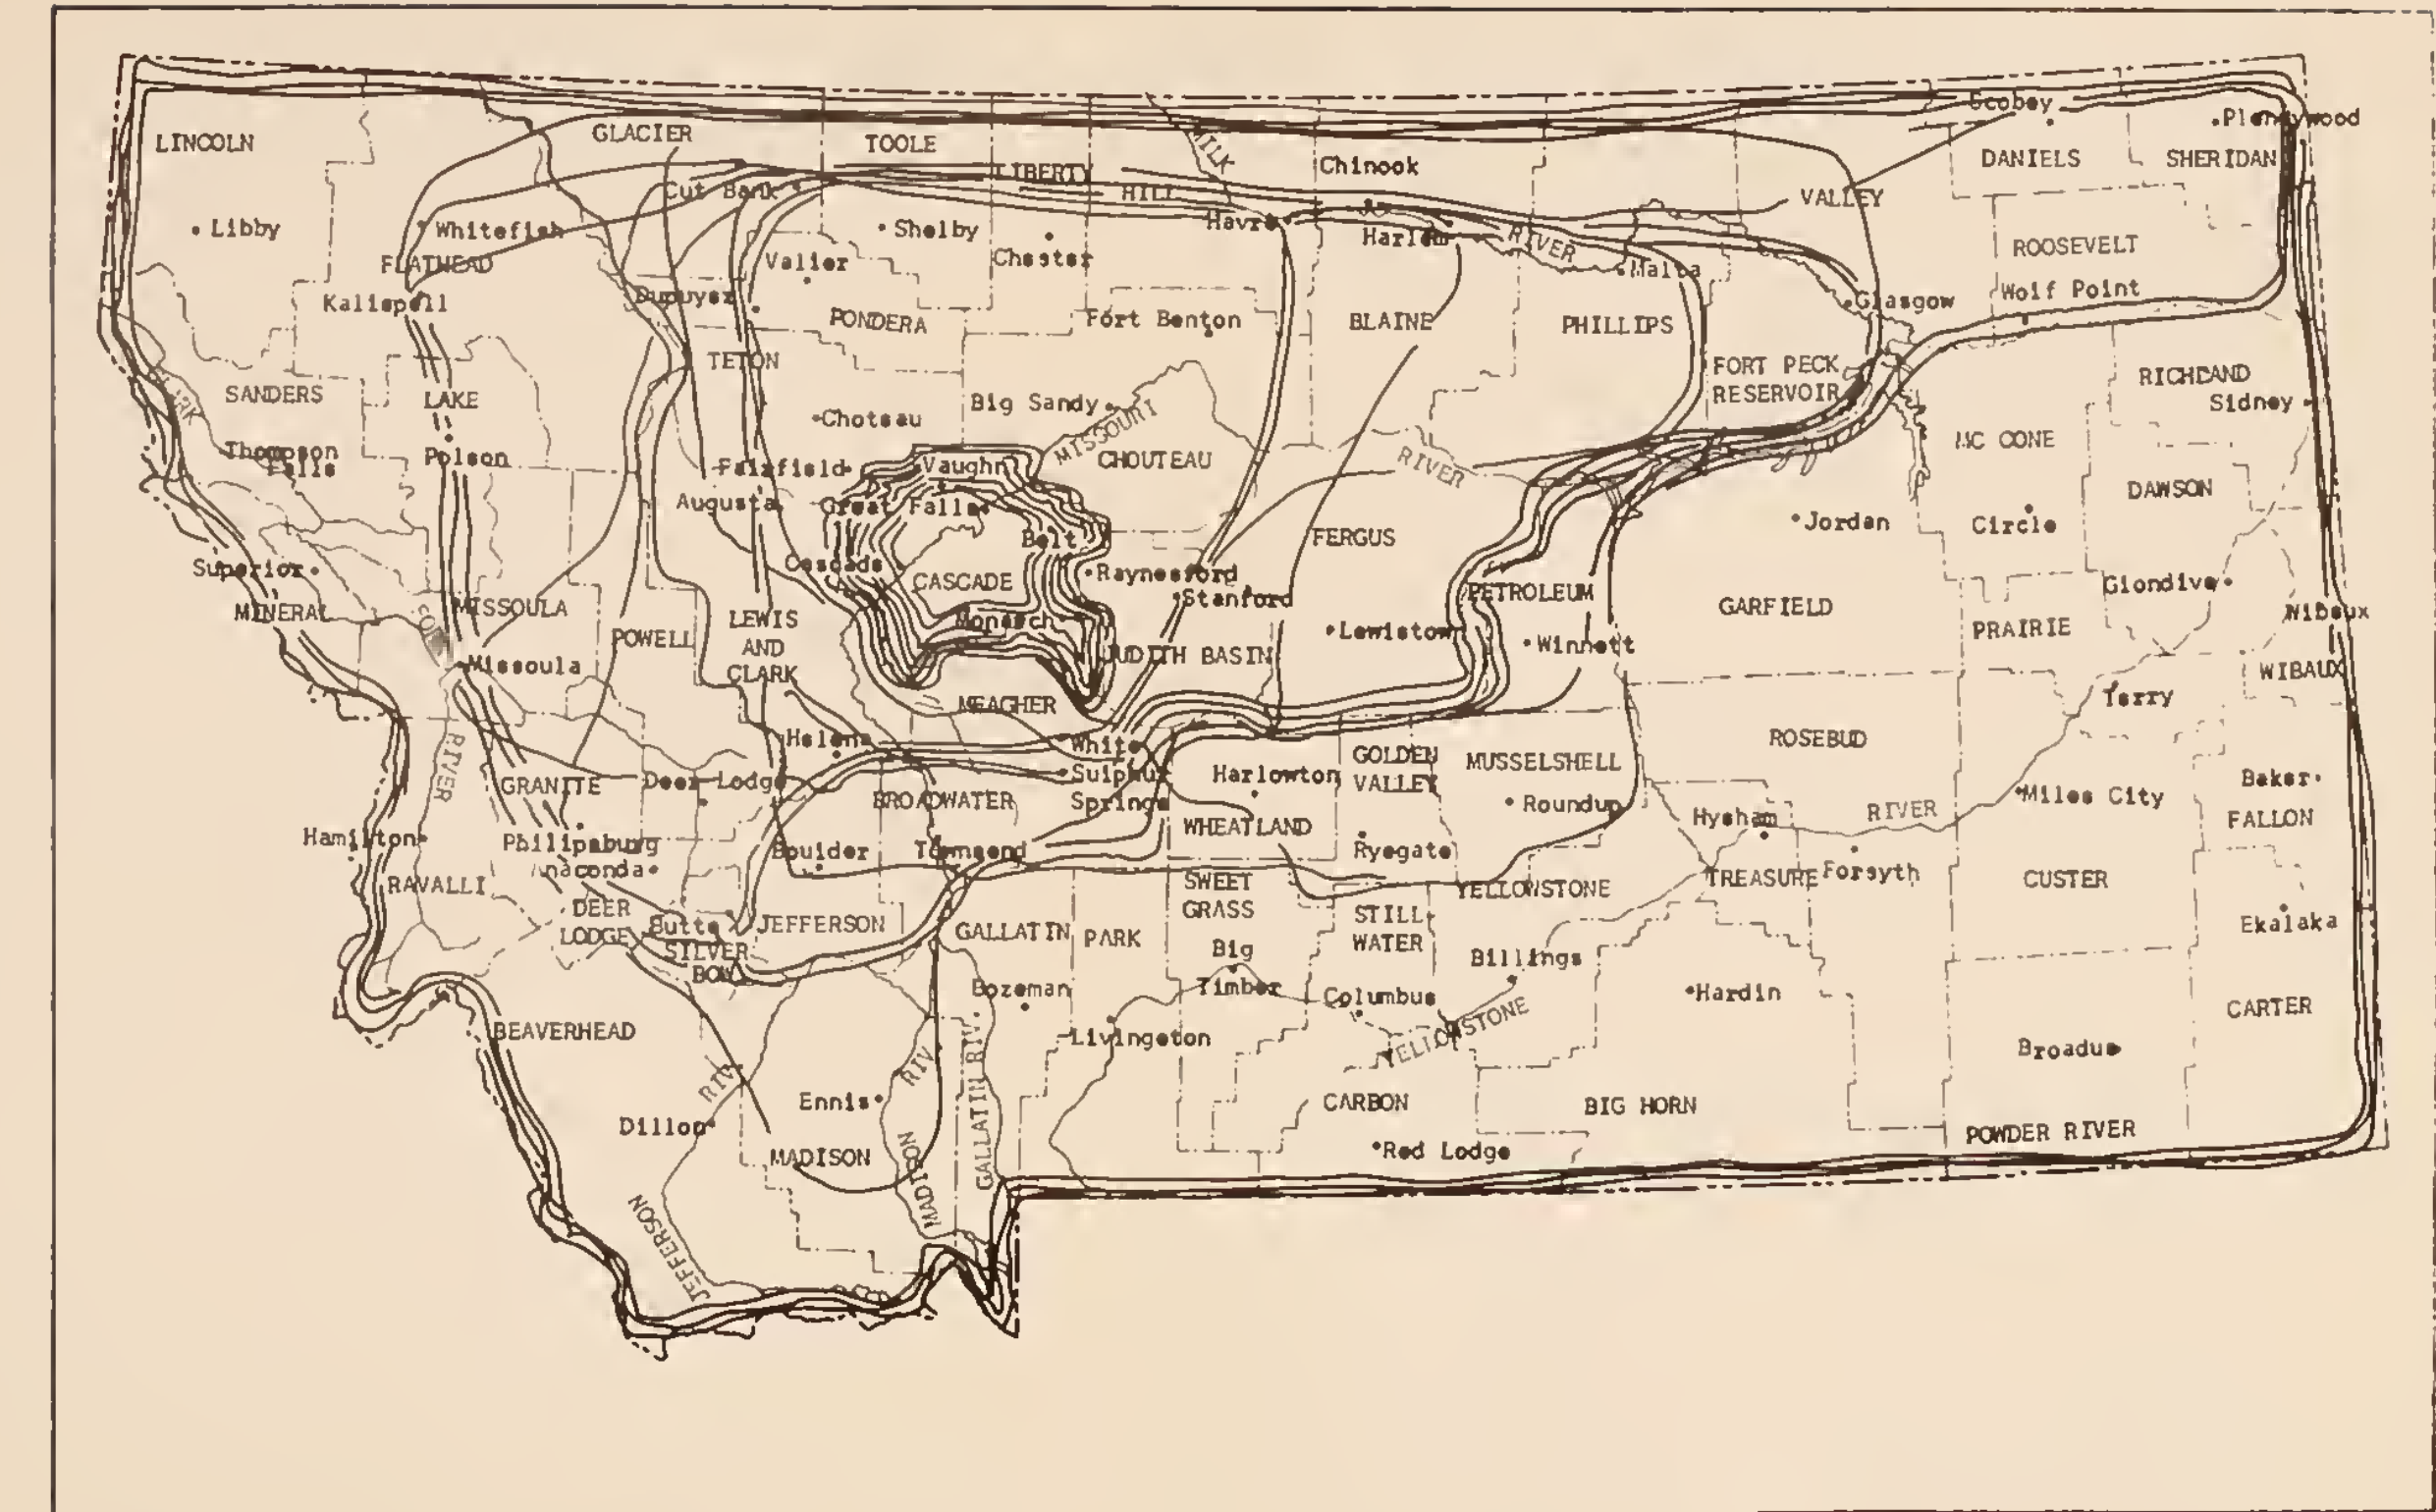 Scobey
Plentywood
LINCOLN
GLACIER
TOOLE
MILK
Chinook
DANIELS
SHERIDAN
LIBERTY
HILL
Cut Bank
VALLEY
Libby
Whitefish
Shelby
Havre
Harlem
RIVER
ROOSEVELT
FLATHEAD
Valier
Chester
Malta
Kalispell
Dupuyer
Wolf Point
Glasgow
PONDERA
Fort Benton
BLAINE
PHILLIPS
TETON
FORT PECK
RESERVOIR
RICHLAND
SANDERS
LAKE
Sidney
Choteau
Big Sandy
MISSOURI
MC CONE
Thompson
Falls
Polson
Fairfield
Vaughn
CHOUTEAU
RIVER
DAWSON
Augusta
Great Falls
Jordan
Circle
Belt
FERGUS
Superior
Cascade
CASCADE
Raynesford
Stanford
PETROLEUM
GARFIELD
Glendive
MINERAL
MISSOULA
LEWIS
AND
CLARK
Monarch
Wibaux
POWELL
Lewistown
Winnett
PRAIRIE
Missoula
JUDITH BASIN
WIBAUX
MEAGHER
Terry
Helena
White
Sulphur
Springs
GOLDEN
VALLEY
MUSSELSHELL
ROSEBUD
RIVER
GRANITE
Deer Lodge
Harlowton
Baker
BROADWATER
Roundup
Hysham
RIVER
Miles City
FALLON
Hamilton
Philipsburg
Boulder
Townsend
WHEATLAND
Ryegate
Anaconda
RAVALLI
SWEET
GRASS
YELLOWSTONE
TREASURE
Forsyth
CUSTER
DEER
LODGE
Butte
SILVER
BOW
JEFFERSON
GALLATIN
PARK
STILL-
WATER
Ekalaka
Big
Timber
Billings
Bozeman
Columbus
Hardin
CARTER
BEAVERHEAD
Livingston
YELLOWSTONE
Broadus
RIV.
RIV.
GALLATIN RIV.
Ennis
CARBON
BIG HORN
Dillon
POWDER RIVER
MADISON
Red Lodge
MADISON
JEFFERSON